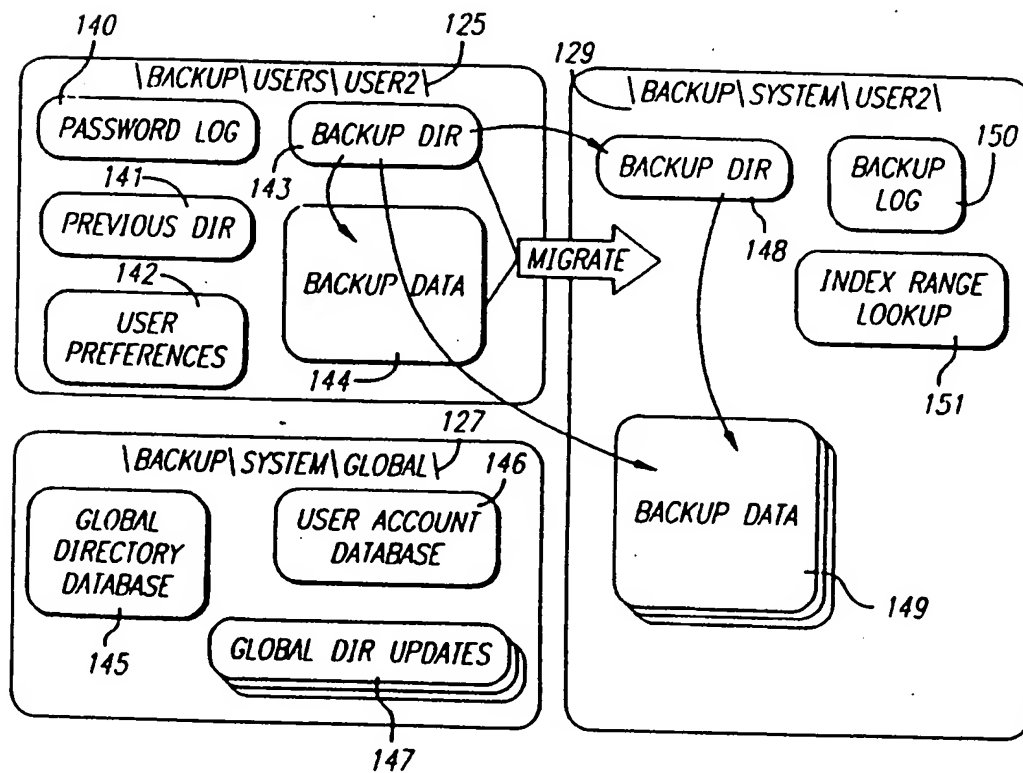 140
125
\BACKUP\USERS\USER2\
PASSWORD LOG
BACKUP DIR
143
141
PREVIOUS DIR
142
USER
PREFERENCES
BACKUP DATA
144
MIGRATE
129
\BACKUP\SYSTEM\USER2\
BACKUP DIR
148
150
BACKUP
LOG
INDEX RANGE
LOOKUP
151
BACKUP DATA
149
127
\BACKUP\SYSTEM\GLOBAL\
146
GLOBAL
DIRECTORY
DATABASE
145
USER ACCOUNT
DATABASE
GLOBAL DIR UPDATES
147